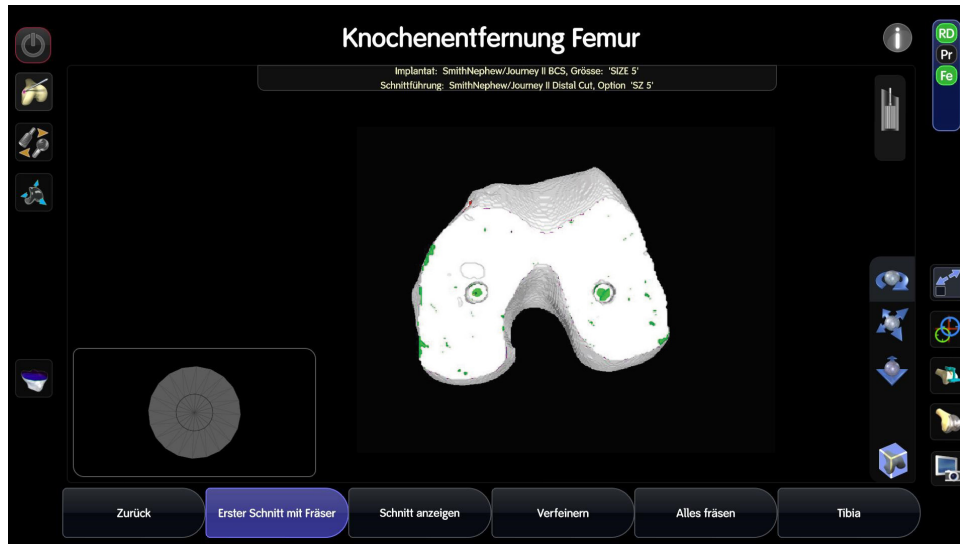 Knochenentfernung Femur
Implantat: SmithNephew/Journey II BCS, Grösse: 'SIZE 5'
Schnittführung: SmithNephew/Journey II Distal Cut, Option 'SZ 5'
i
RD
Pr
Fe
Zurück
Erster Schnitt mit Fräser
Schnitt anzeigen
Verfeinern
Alles fräsen
Tibia